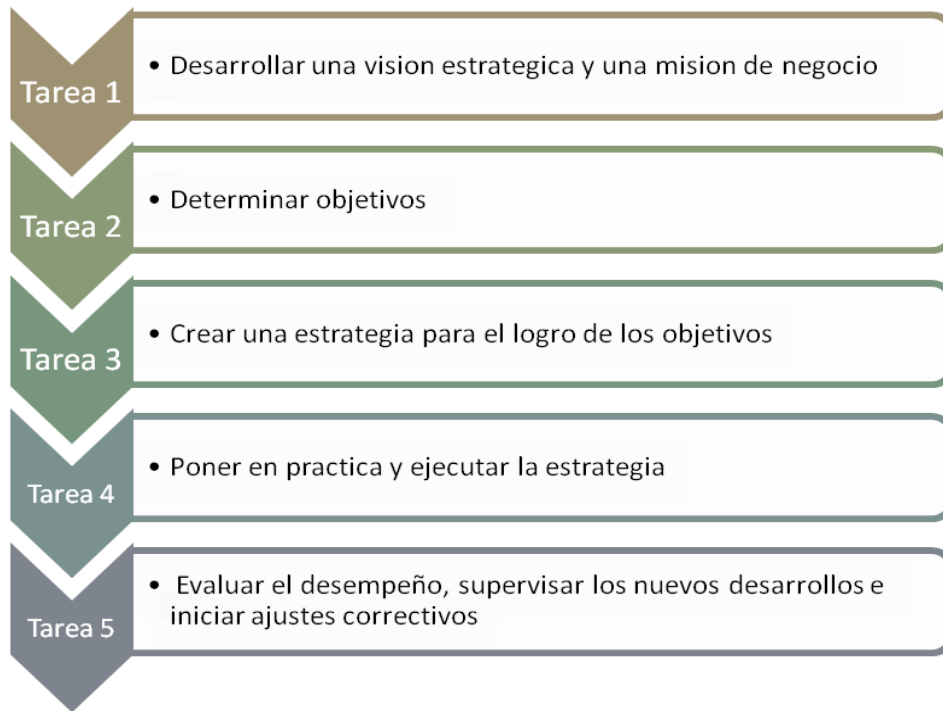 Tarea 1
• Desarrollar una vision estrategica y una mision de negocio
Tarea 2
• Determinar objetivos
Tarea 3
• Crear una estrategia para el logro de los objetivos
Tarea 4
• Poner en practica y ejecutar la estrategia
Tarea 5
• Evaluar el desempeño, supervisar los nuevos desarrollos e
iniciar ajustes correctivos